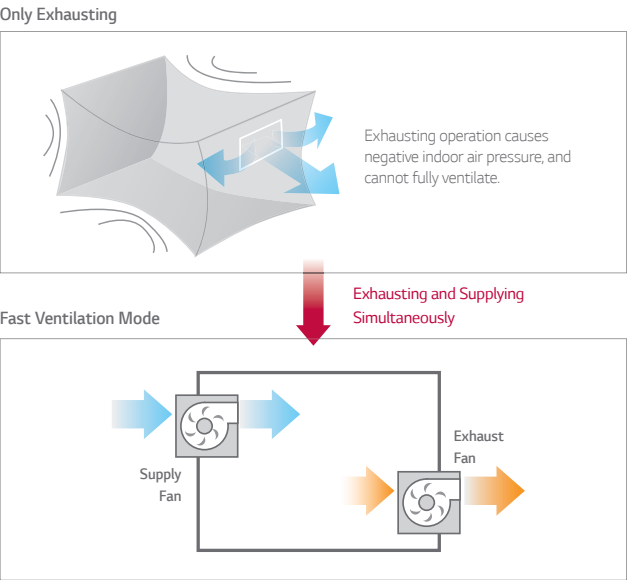 Only Exhausting
Exhausting operation causes
negative indoor air pressure, and
cannot fully ventilate.
Exhausting and Supplying
Simultaneously
Fast Ventilation Mode
Supply
Fan
Exhaust
Fan